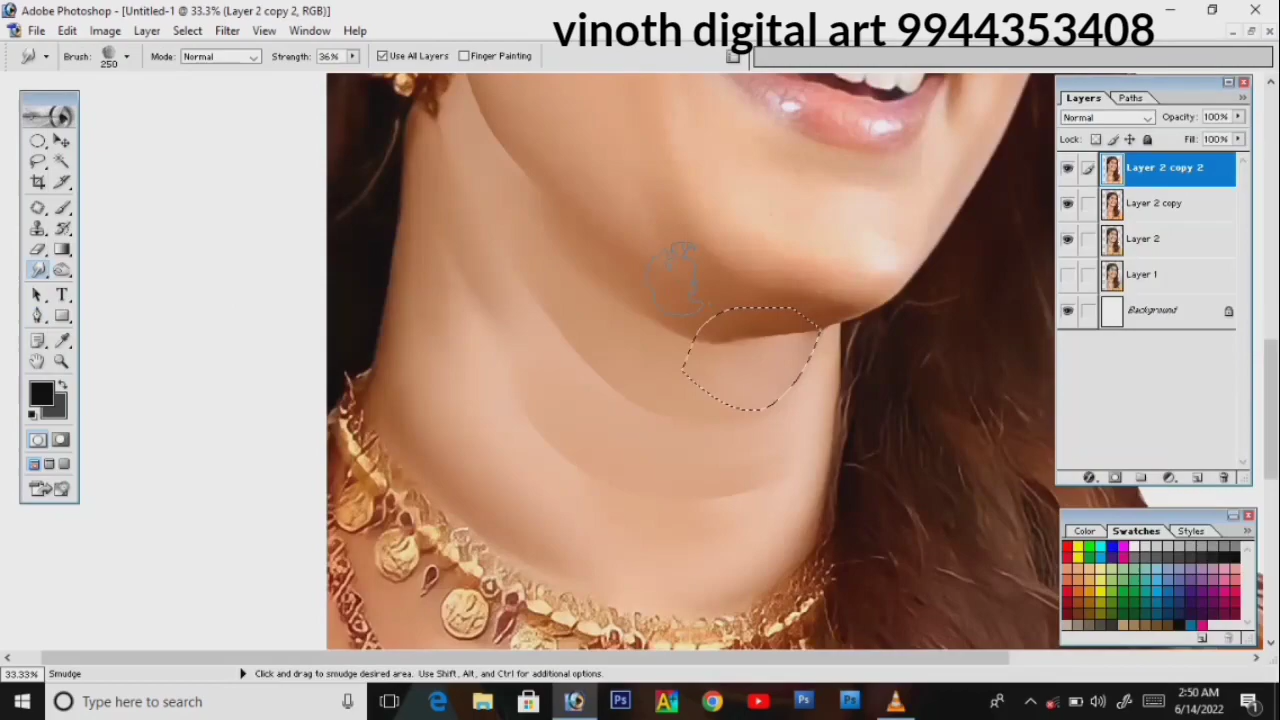 Adobe Photoshop - [Untitled-1 @ 33.3% (Layer 2 copy 2, RGB)]
vinoth digital art 9944353408
File Edit Image Layer Select Filter View Window Help
Brush: 250 Mode: Normal Strength: 36% Use All Layers Finger Painting
Layers Paths
Normal Opacity: 100%
Lock: Fill: 100%
Layer 2 copy 2
Layer 2 copy
Layer 2
Layer 1
Background
Color Swatches Styles
33.33% Smudge Click and drag to smudge desired area. Use Shift, Alt, and Ctrl for additional options.
Type here to search
2:50 AM
6/14/2022